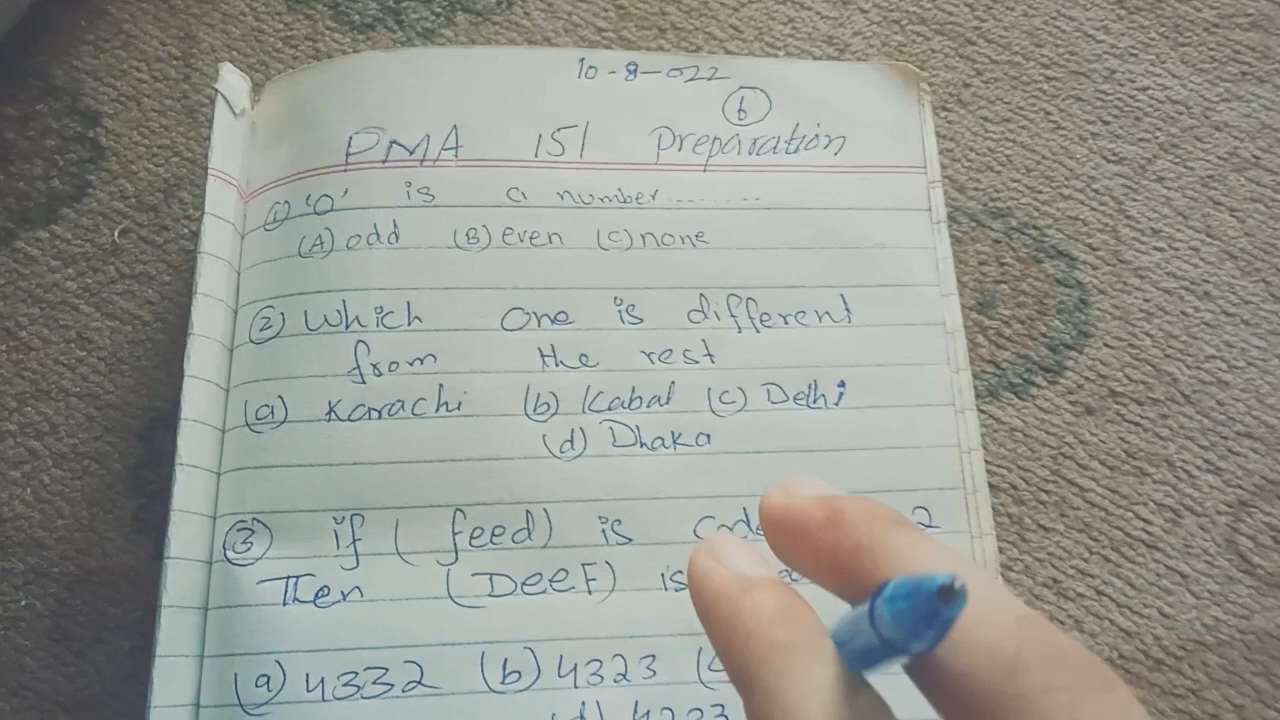 10-8-022
6
PMA 151 Preparation
① '0' is a number........
(A) odd (B) even (C) none
② Which one is different
from the rest
(a) Karachi (b) Kabal (c) Delhi
(d) Dhaka
③ if ( feed) is 2
Then (DeeF) is
(a) 4332 (b) 4323